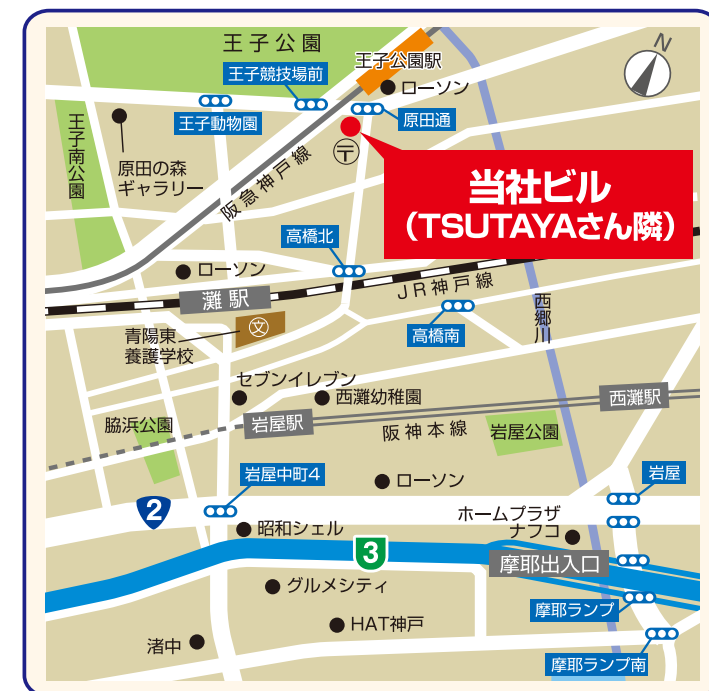 王子公園
N
王子公園駅
王子競技場前
ローソン
王子動物園
原田通
王子南公園
原田の森
ギャラリー
〒
阪急神戸線
当社ビル
（TSUTAYAさん隣）
高橋北
ローソン
灘駅
JR神戸線
西郷川
高橋南
文
青陽東
養護学校
セブンイレブン
西灘幼稚園
西灘駅
脇浜公園
岩屋駅
阪神本線
岩屋公園
岩屋中町4
ローソン
岩屋
2
昭和シェル
ホームプラザ
ナフコ
3
摩耶出入口
グルメシティ
摩耶ランプ
HAT神戸
渚中
摩耶ランプ南